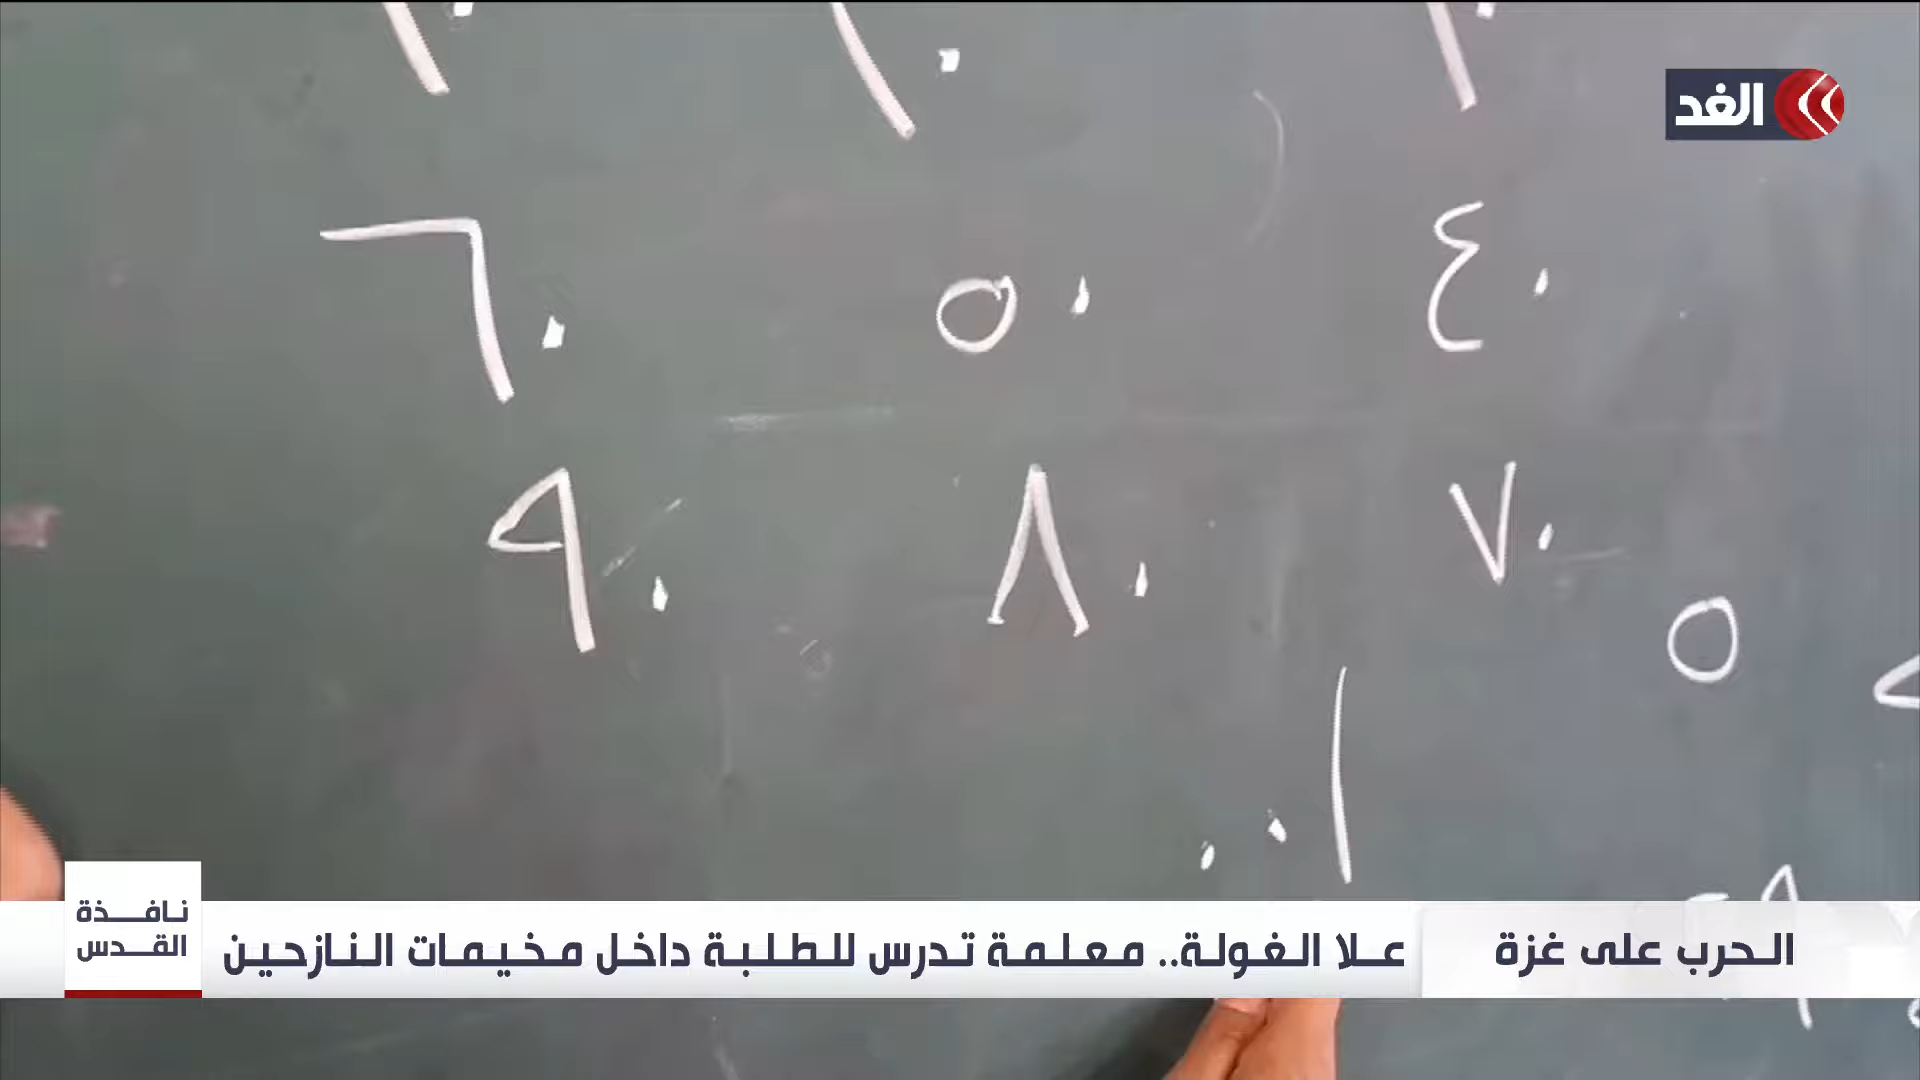 الغد
٤٠ ٥٠ ٦٠
٧٠ ٨٠ ٩٠
٥
١٠٠
الحرب على غزة
علا الغولة.. معلمة تدرس للطلبة داخل مخيمات النازحين
نافذة
القدس